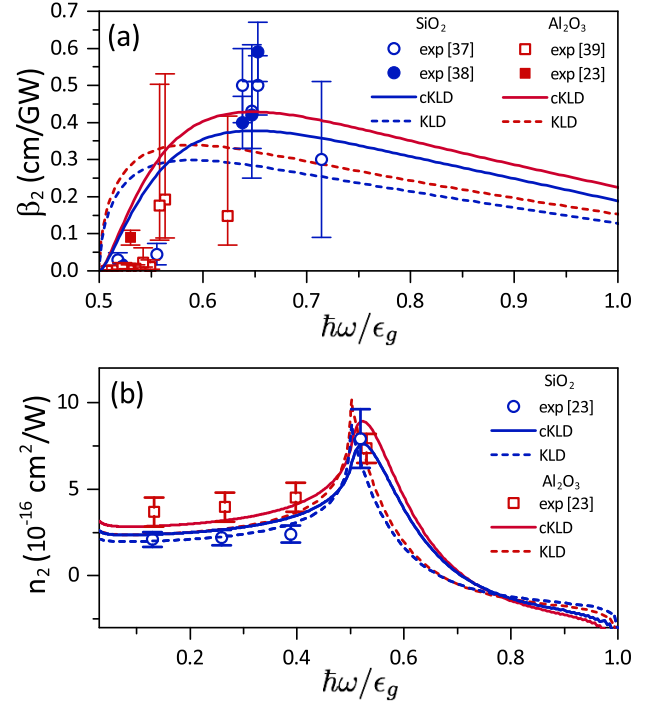 (a)
SiO₂ Al₂O₃
exp [37] exp [39]
exp [38] exp [23]
cKLD cKLD
KLD KLD
β₂ (cm/GW)
0.7
0.6
0.5
0.4
0.3
0.2
0.1
0.0
0.5 0.6 0.7 0.8 0.9 1.0
ħω/ϵg
(b)
SiO₂
exp [23]
cKLD
KLD
Al₂O₃
exp [23]
cKLD
KLD
n₂ (10⁻¹⁶ cm²/W)
10
5
0
0.2 0.4 0.6 0.8 1.0
ħω/ϵg